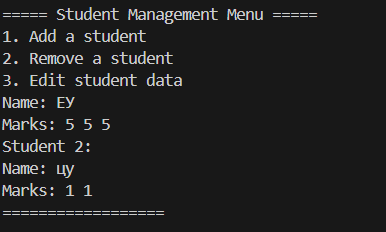 ===== Student Management Menu =====
1. Add a student
2. Remove a student
3. Edit student data
Name: ЕУ
Marks: 5 5 5
Student 2:
Name: цу
Marks: 1 1
==================